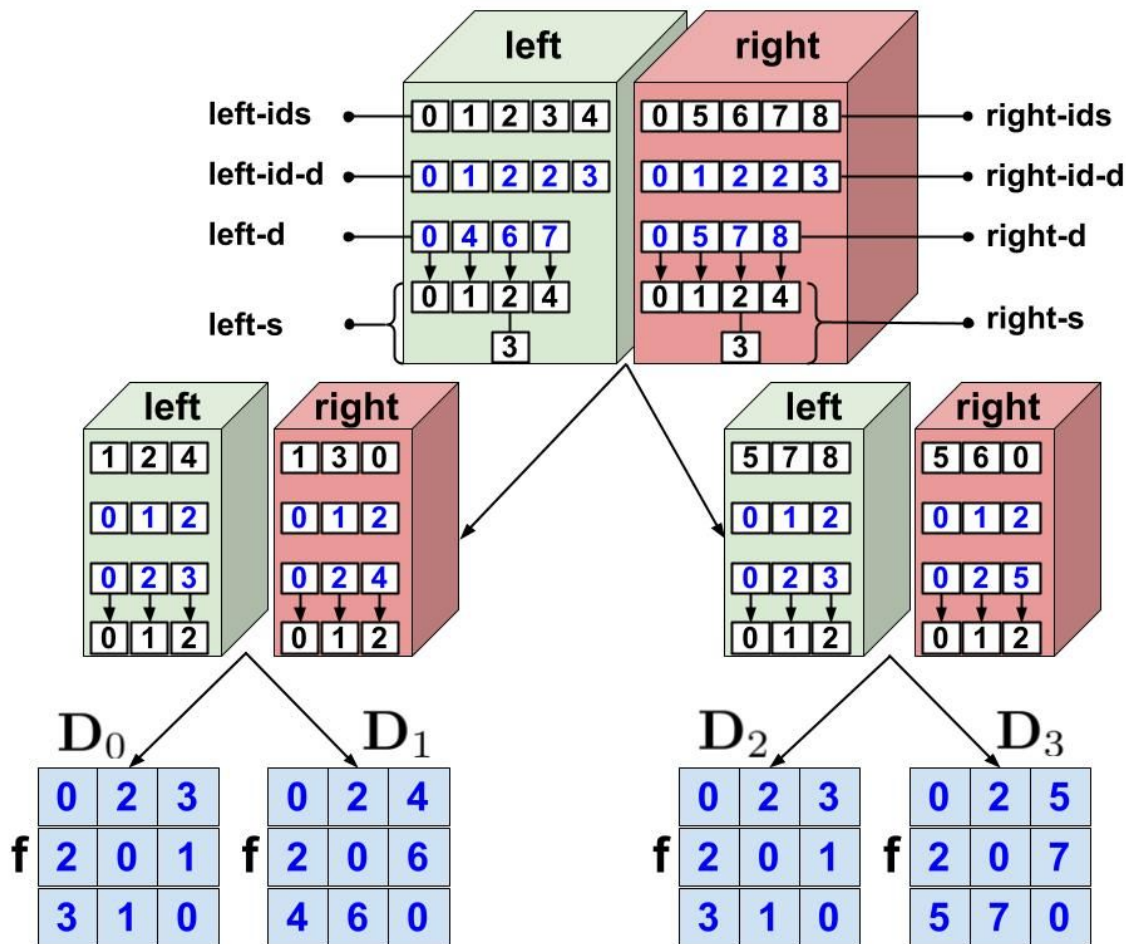 left right
left-ids 0 1 2 3 4 0 5 6 7 8 right-ids
left-id-d 0 1 2 2 3 0 1 2 2 3 right-id-d
left-d 0 4 6 7 0 5 7 8 right-d
0 1 2 4 0 1 2 4
left-s right-s
3 3
left right left right
1 2 4 1 3 0 5 7 8 5 6 0
0 1 2 0 1 2 0 1 2 0 1 2
0 2 3 0 2 4 0 2 3 0 2 5
0 1 2 0 1 2 0 1 2 0 1 2
D₀ D₁ D₂ D₃
0 2 3 0 2 4 0 2 3 0 2 5
f 2 0 1 f 2 0 6 f 2 0 1 f 2 0 7
3 1 0 4 6 0 3 1 0 5 7 0